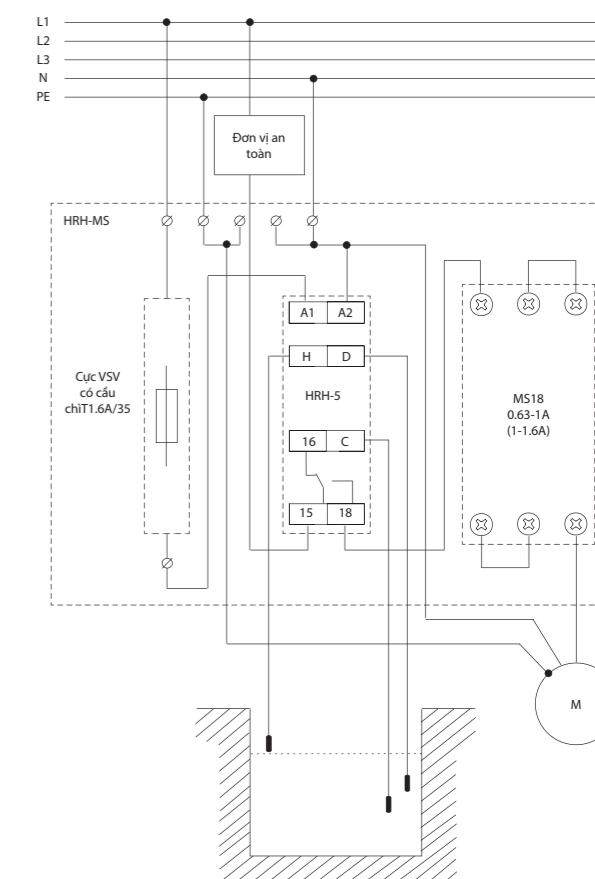 L1
L2
L3
N
PE
Đơn vị an
toàn
HRH-MS
A1 A2
H D
HRH-5
Cực VSV
có cầu
chìT1.6A/35
MS18
0.63-1A
(1-1.6A)
16 C
15 18
M